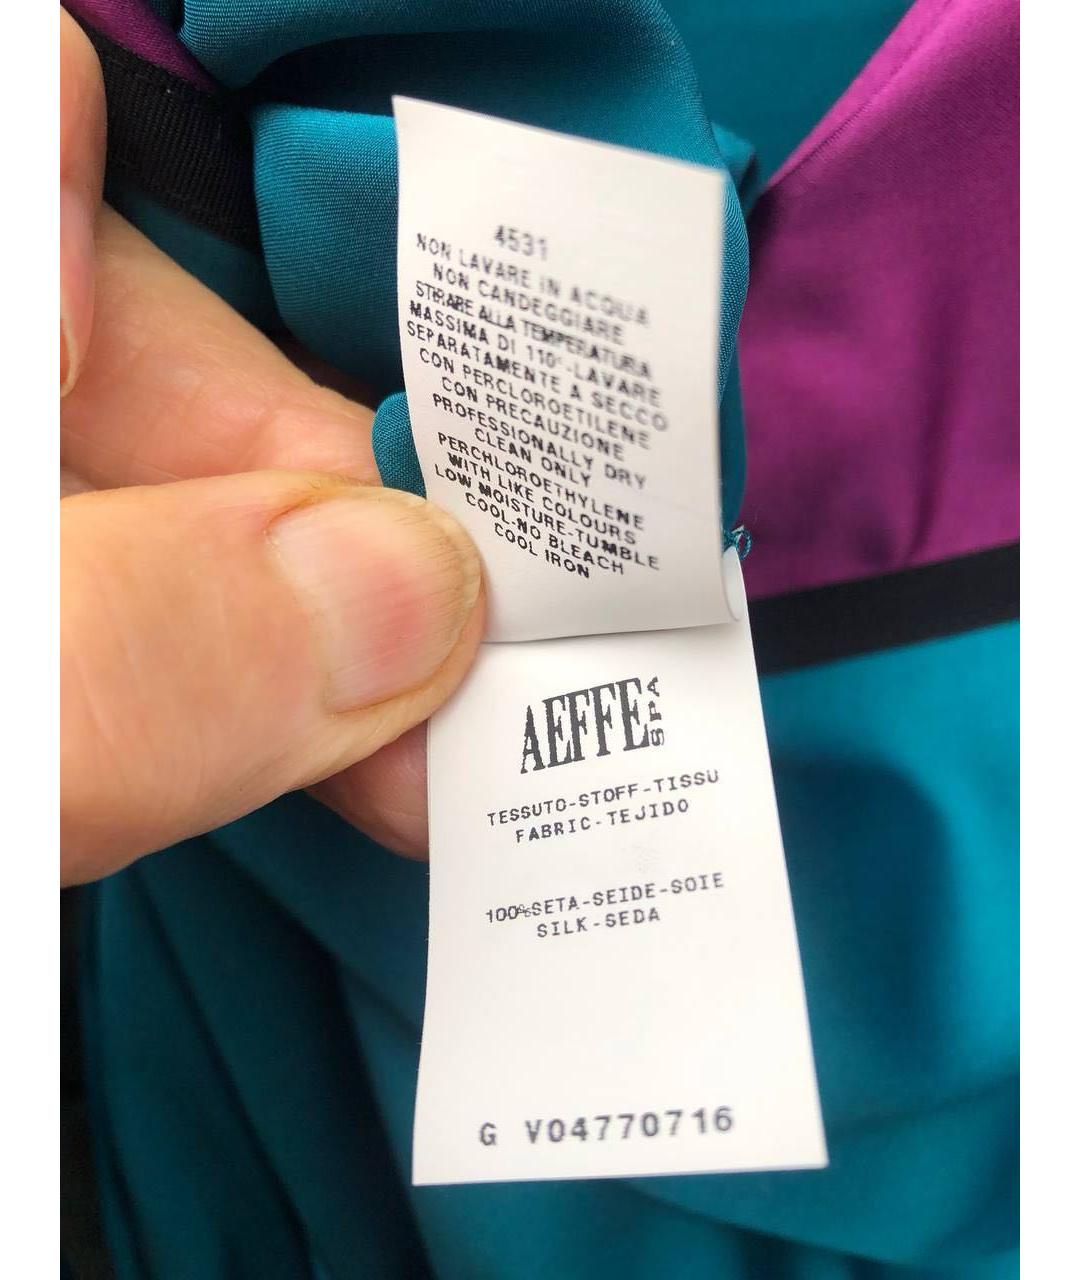 4531
NON LAVARE IN ACQUA
NON CANDEGGIARE
STIRARE ALLA TEMPERATURA
MASSIMA DI 110°-LAVARE
SEPARATAMENTE A SECCO
CON PERCLOROETILENE
CON PRECAUZIONE
PROFESSIONALLY DRY
CLEAN ONLY
PERCHLOROETHYLENE
WITH LIKE COLOURS
LOW MOISTURE-TUMBLE
COOL-NO BLEACH
COOL IRON
AEFFE SPA
TESSUTO-STOFF-TISSU
FABRIC-TEJIDO
100%SETA-SEIDE-SOIE
SILK-SEDA
G V04770716